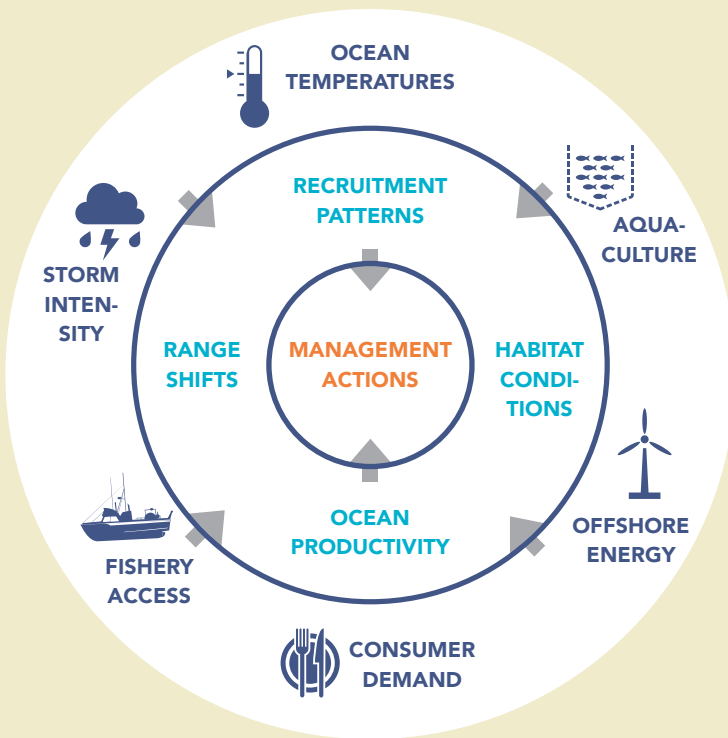 OCEAN
TEMPERATURES
RECRUITMENT
PATTERNS
AQUA-
CULTURE
STORM
INTEN-
SITY
RANGE
SHIFTS
MANAGEMENT
ACTIONS
HABITAT
CONDI-
TIONS
OCEAN
PRODUCTIVITY
OFFSHORE
ENERGY
FISHERY
ACCESS
CONSUMER
DEMAND